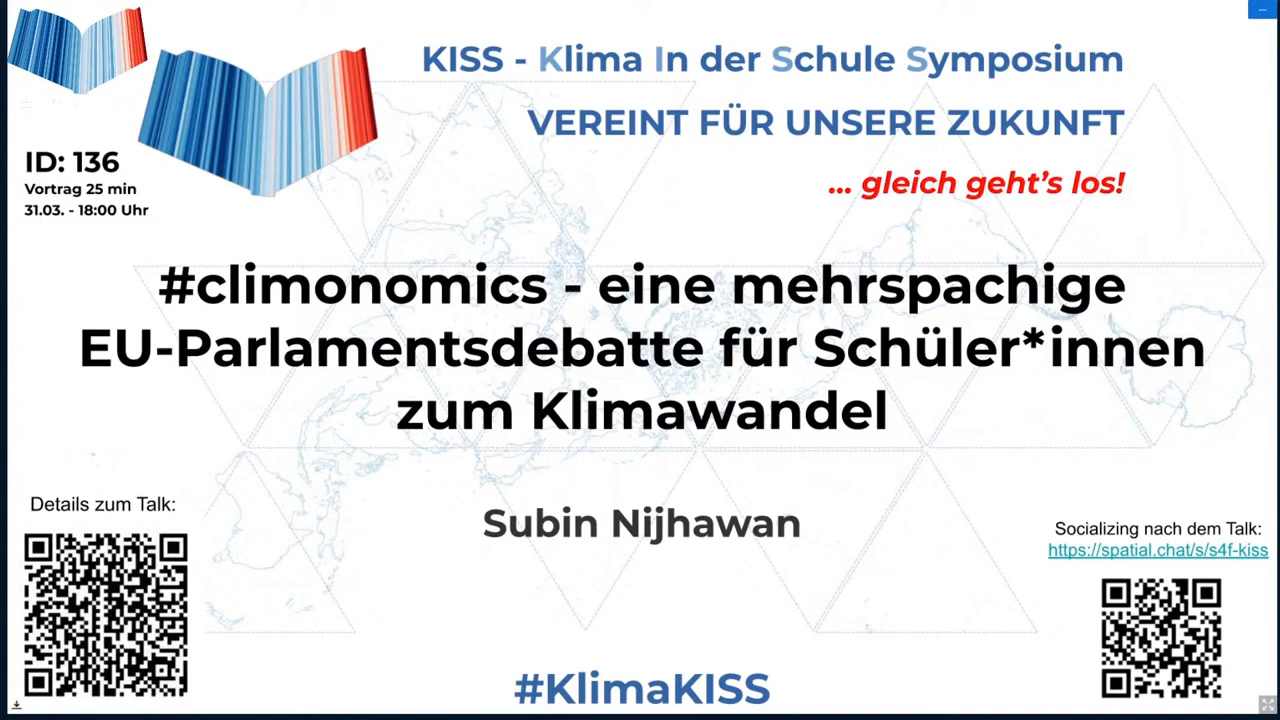 KISS - Klima In der Schule Symposium
VEREINT FÜR UNSERE ZUKUNFT
... gleich geht's los!
ID: 136
Vortrag 25 min
31.03. - 18:00 Uhr
#climonomics - eine mehrspachige
EU-Parlamentsdebatte für Schüler*innen
zum Klimawandel
Subin Nijhawan
Details zum Talk:
Socializing nach dem Talk:
https://spatial.chat/s/s4f-kiss
#KlimaKISS